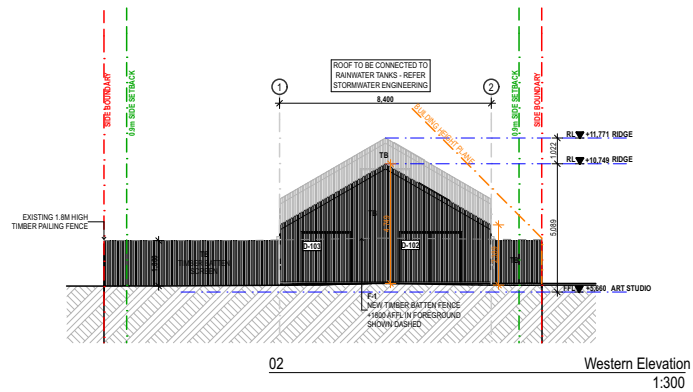 ROOF TO BE CONNECTED TO
RAINWATER TANKS - REFER
STORMWATER ENGINEERING
1
2
8,400
SIDE BOUNDARY
0.9m SIDE SETBACK
BUILDING HEIGHT PLANE
0.9m SIDE SETBACK
SIDE BOUNDARY
RL +11,771 RIDGE
1,022
RL +10,749 RIDGE
5,089
TB
TB
EXISTING 1.8M HIGH
TIMBER PAILING FENCE
D-103
D-102
TB
TIMBER BATTEN
SCREEN
TB
FFL +5,660 ART STUDIO
F-1
NEW TIMBER BATTEN FENCE
+1800 AFFL IN FOREGROUND
SHOWN DASHED
02
Western Elevation
1:300